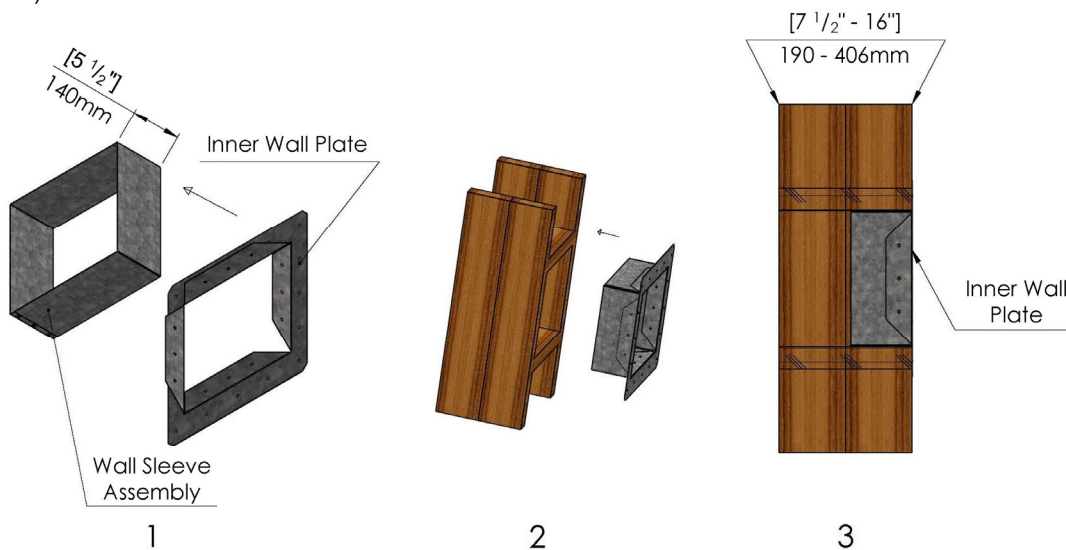 [5 1/2"]
140mm
Inner Wall Plate
Wall Sleeve
Assembly
1
2
[7 1/2" - 16"]
190 - 406mm
Inner Wall
Plate
3